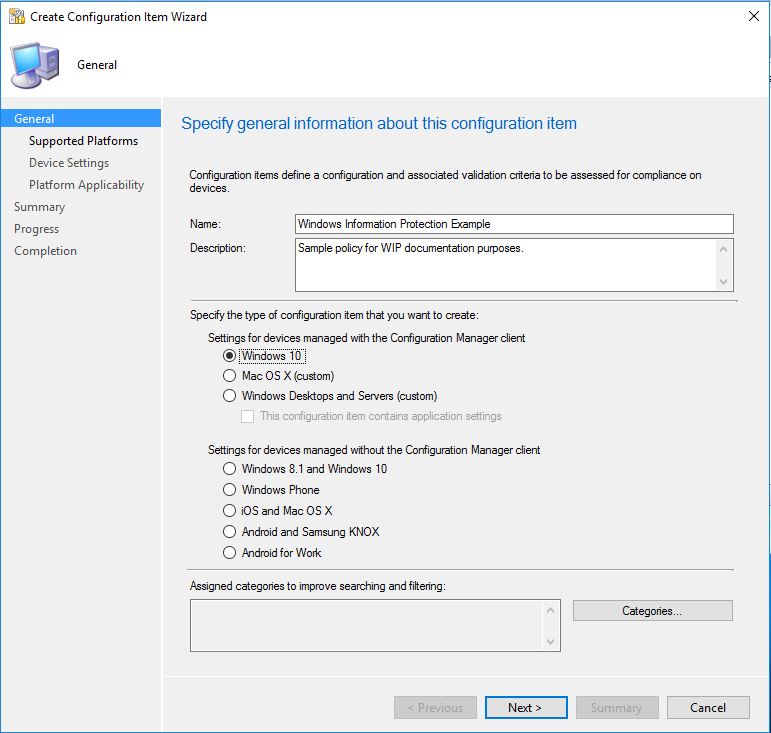 Create Configuration Item Wizard
General
General
Supported Platforms
Device Settings
Platform Applicability
Summary
Progress
Completion
Specify general information about this configuration item
Configuration items define a configuration and associated validation criteria to be assessed for compliance on
devices.
Name: Windows Information Protection Example
Description: Sample policy for WIP documentation purposes.
Specify the type of configuration item that you want to create:
Settings for devices managed with the Configuration Manager client
Windows 10
Mac OS X (custom)
Windows Desktops and Servers (custom)
This configuration item contains application settings
Settings for devices managed without the Configuration Manager client
Windows 8.1 and Windows 10
Windows Phone
iOS and Mac OS X
Android and Samsung KNOX
Android for Work
Assigned categories to improve searching and filtering:
Categories...
< Previous Next > Summary Cancel